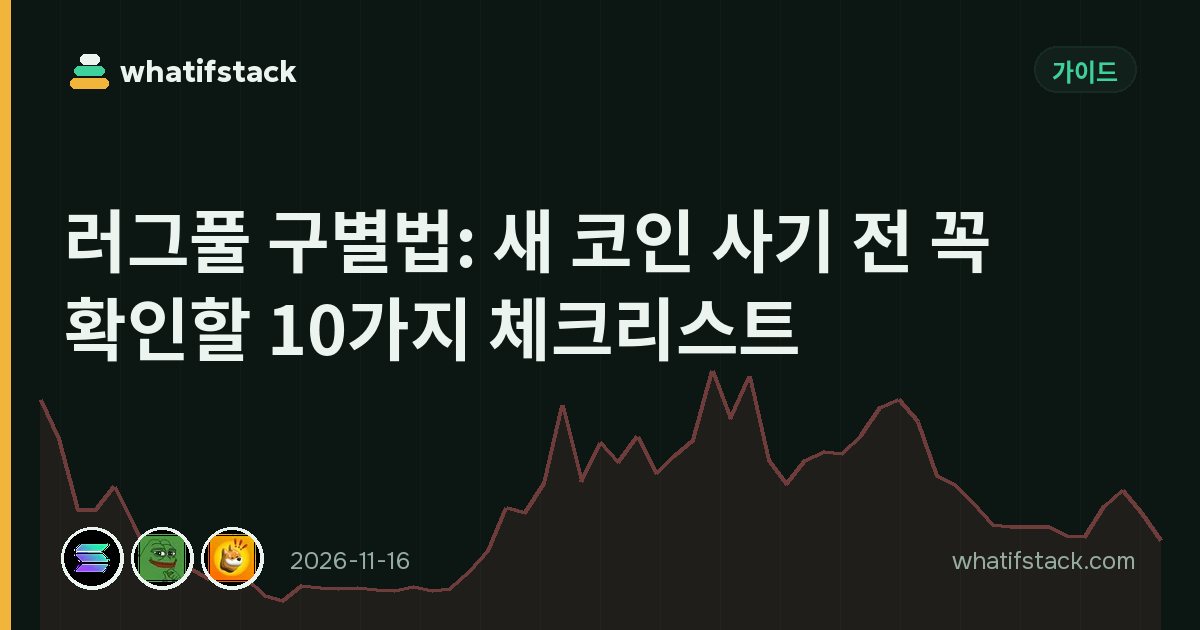 whatifstack
가이드
러그풀 구별법: 새 코인 사기 전 꼭
확인할 10가지 체크리스트
2026-11-16
whatifstack.com